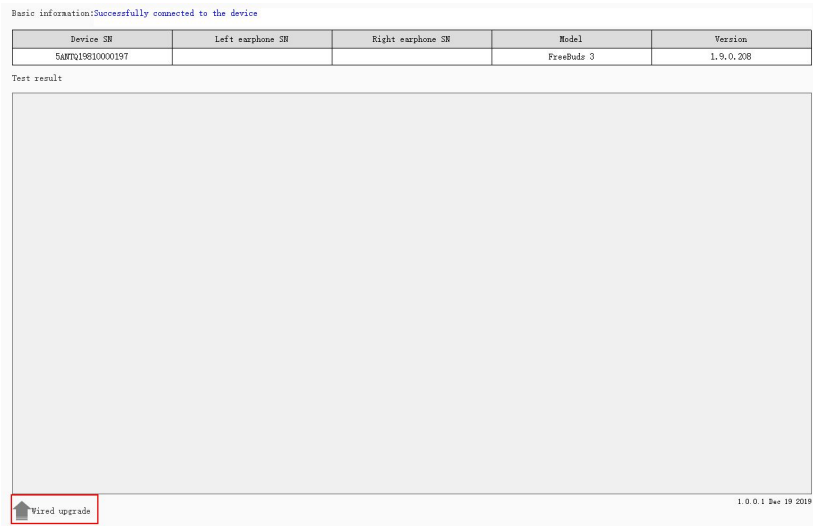 Basic information:Successfully connected to the device
Device SN Left earphone SN Right earphone SN Model Version
5ANTQ19810000197 FreeBuds 3 1.9.0.208
Test result
1.0.0.1 Dec 19 2019
Wired upgrade